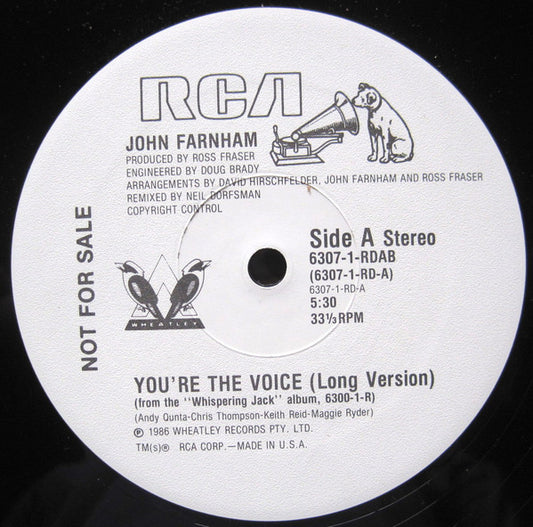 RCA
JOHN FARNHAM
PRODUCED BY ROSS FRASER
ENGINEERED BY DOUG BRADY
ARRANGEMENTS BY DAVID HIRSCHFELDER, JOHN FARNHAM AND ROSS FRASER
REMIXED BY NEIL DORFSMAN
COPYRIGHT CONTROL
NOT FOR SALE
Side A Stereo
6307-1-RDAB
(6307-1-RD-A)
6307-1-RD-A
5:30
33⅓RPM
WHEATLEY
YOU'RE THE VOICE (Long Version)
(from the "Whispering Jack" album, 6300-1-R)
(Andy Qunta-Chris Thompson-Keith Reid-Maggie Ryder)
℗ 1986 WHEATLEY RECORDS PTY. LTD.
TM(s)® RCA CORP.—MADE IN U.S.A.